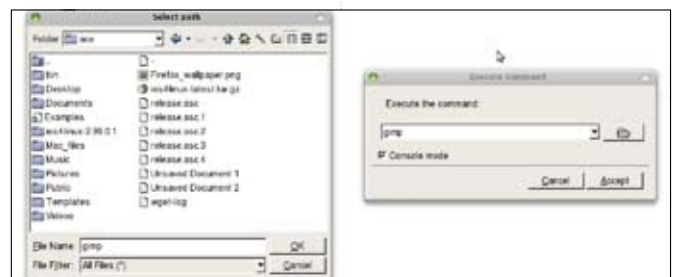 Select path
Folder
..
bin
Desktop
Documents
Examples
Mac_files
Music
Pictures
Public
Templates
Videos
Firefox_wallpaper.png
release.asc
release.asc.1
release.asc.2
release.asc.3
release.asc.4
Unsaved Document 1
Unsaved Document 2
File Name: gimp
OK
File Filter: All Files (*)
Cancel
Execute command
Execute the command:
gimp
Console mode
Cancel
Accept